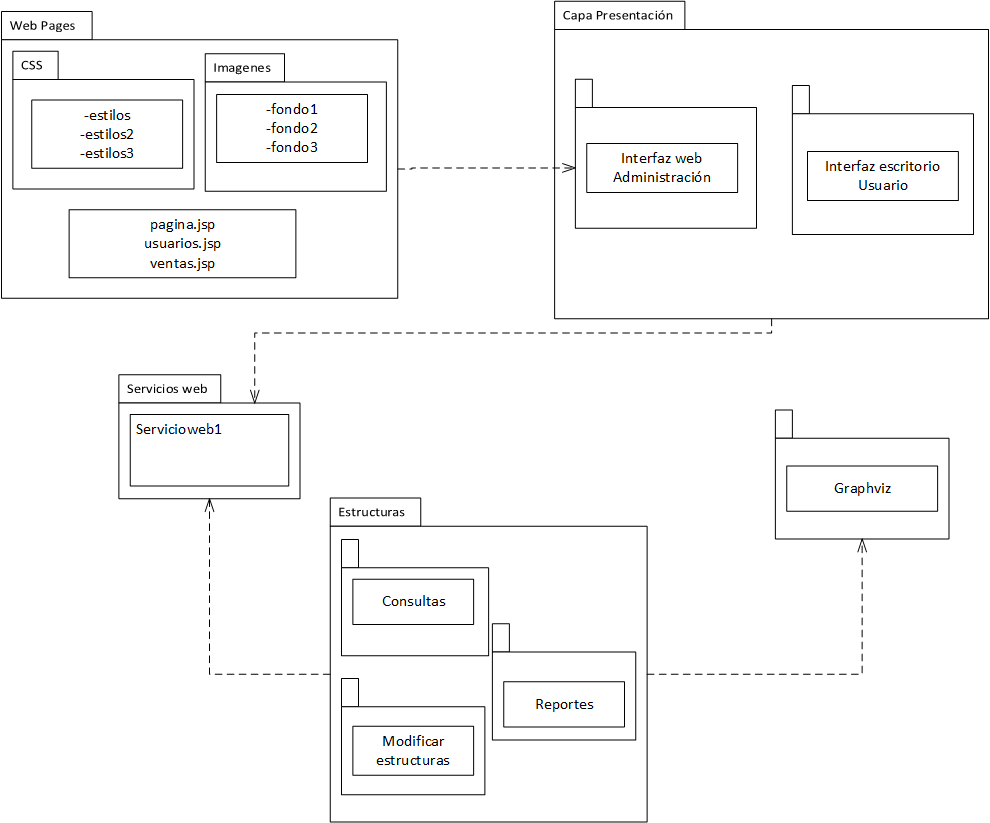 Web Pages
CSS
-estilos
-estilos2
-estilos3
Imagenes
-fondo1
-fondo2
-fondo3
pagina.jsp
usuarios.jsp
ventas.jsp
Capa Presentación
Interfaz web
Administración
Interfaz escritorio
Usuario
Servicios web
Servicioweb1
Graphviz
Estructuras
Consultas
Reportes
Modificar
estructuras